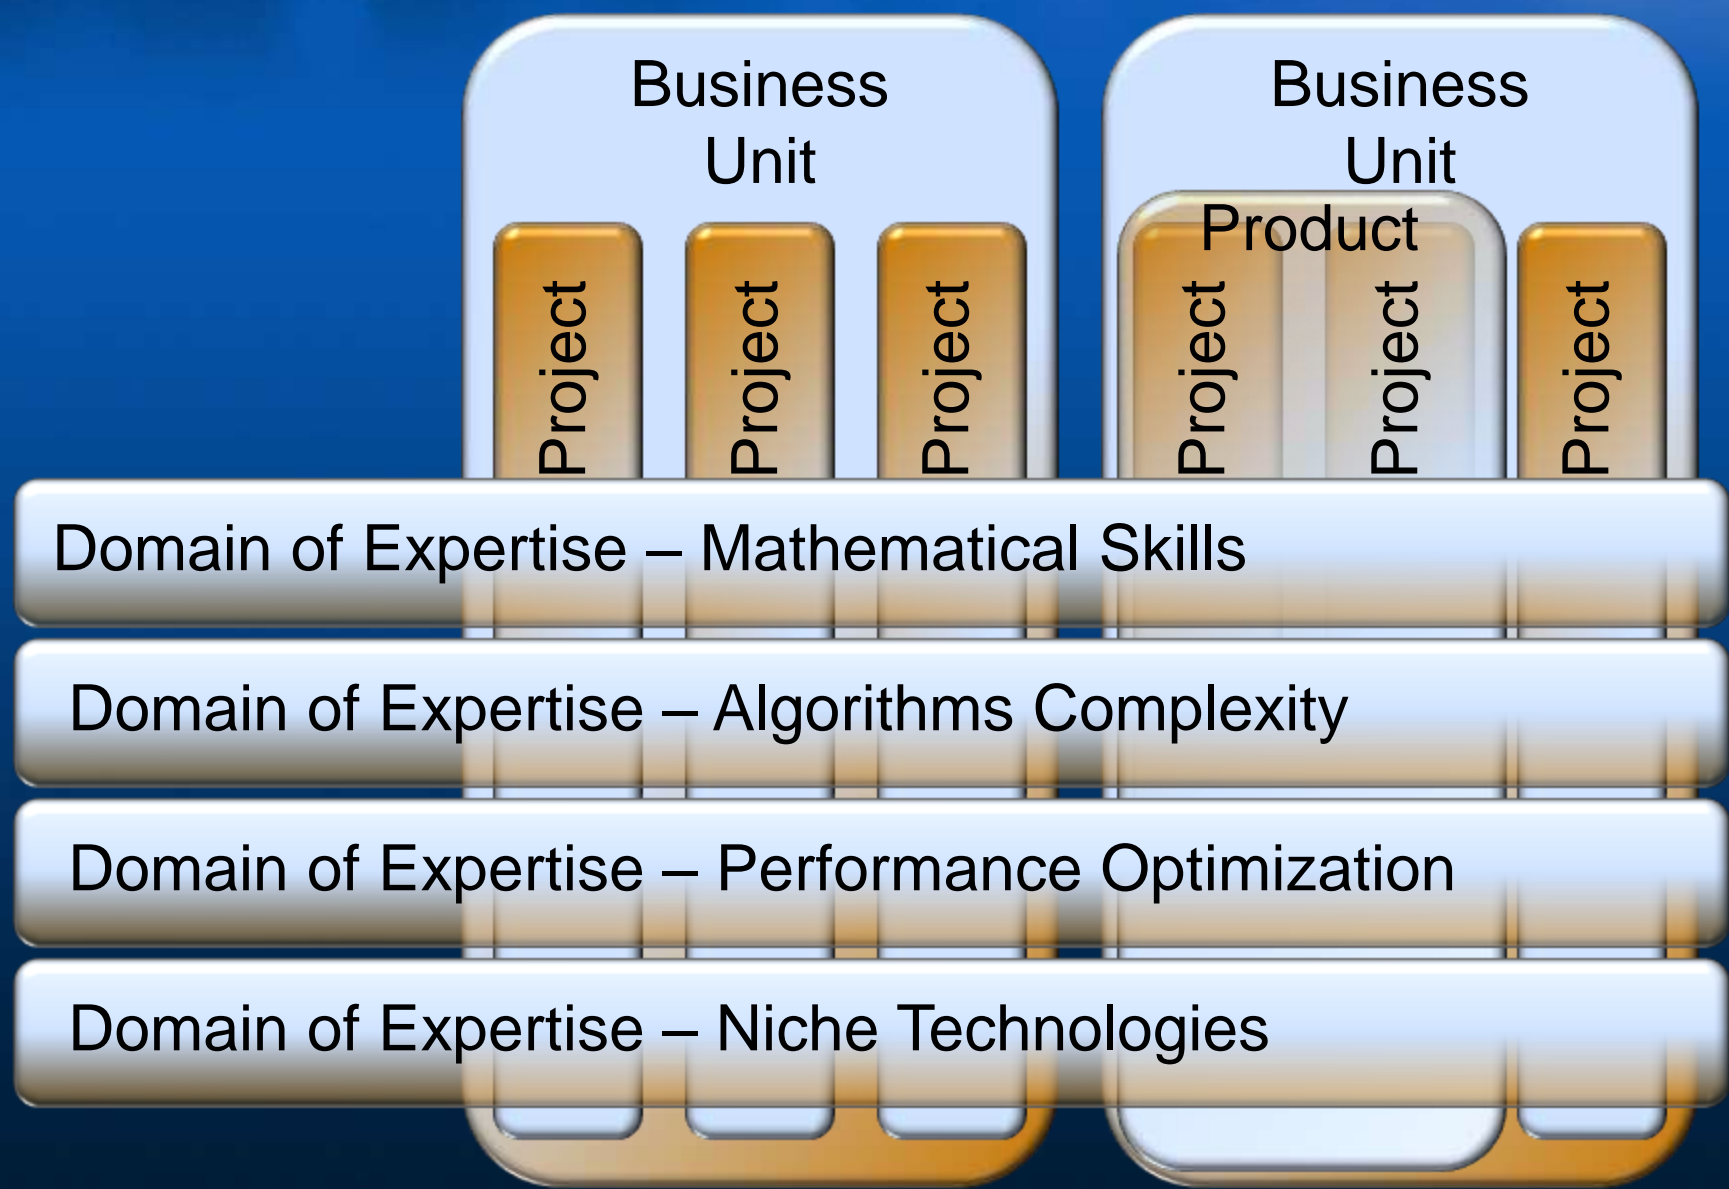 Business
Unit
Business
Unit
Product
Project
Project
Project
Project
Project
Project
Domain of Expertise – Mathematical Skills
Domain of Expertise – Algorithms Complexity
Domain of Expertise – Performance Optimization
Domain of Expertise – Niche Technologies